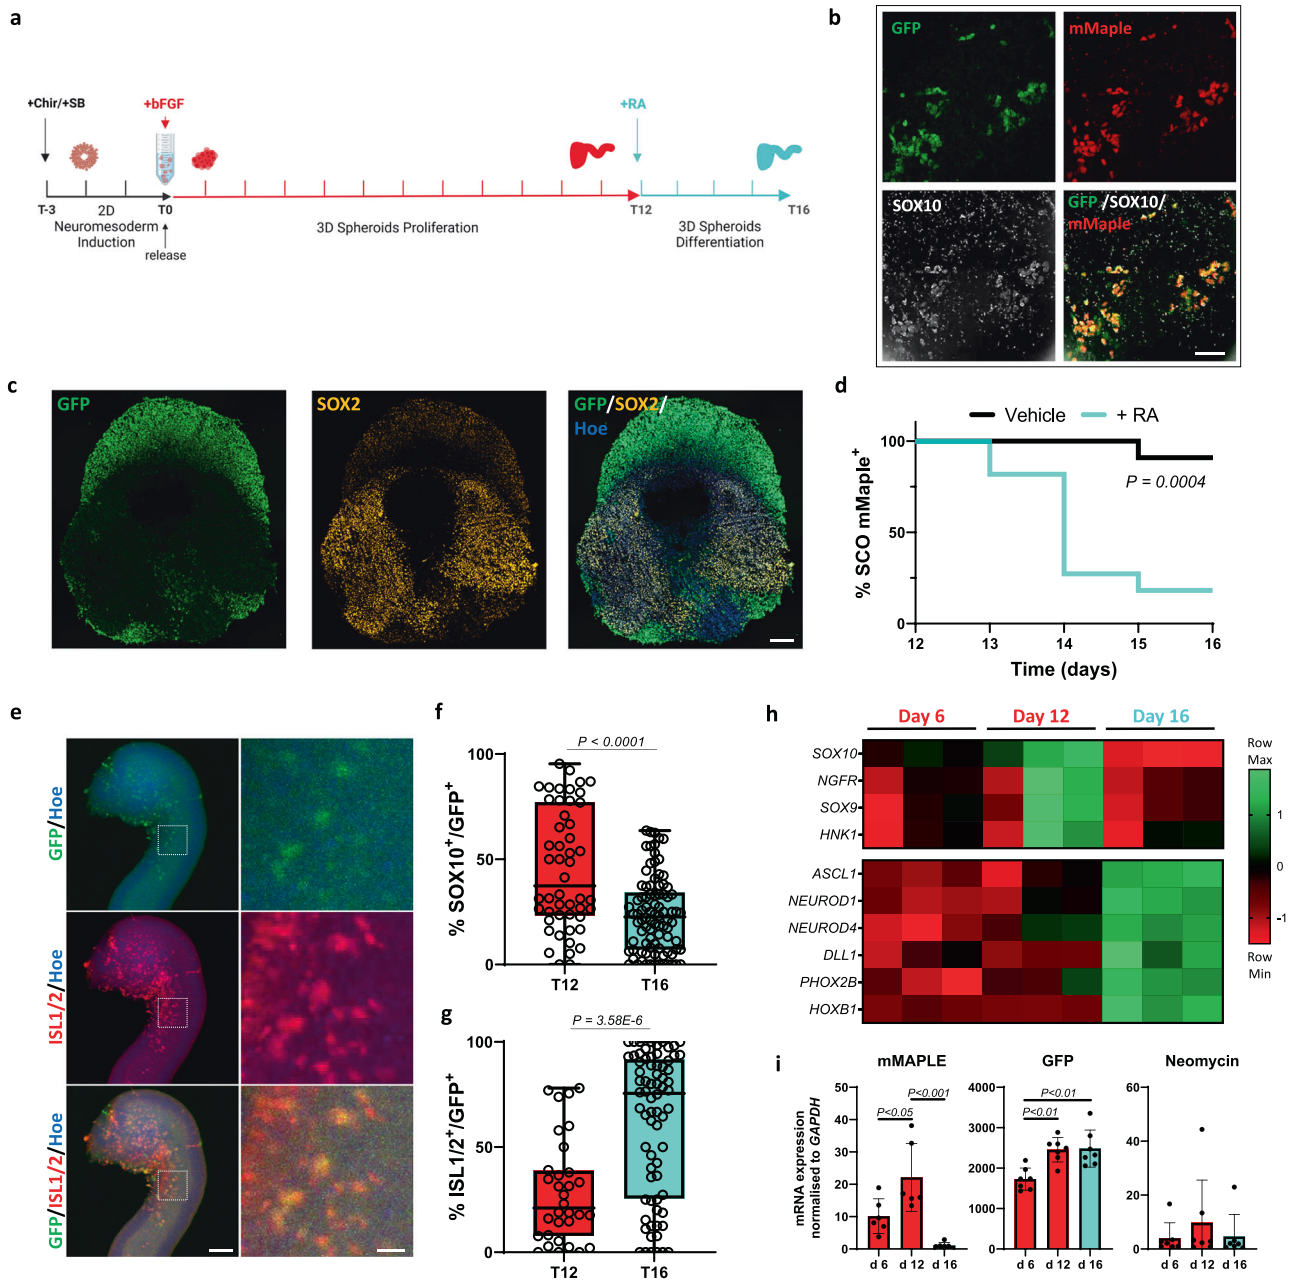 a
+Chir/+SB
+bFGF
+RA
T-3
2D
T0
T12
T16
Neuromesoderm
Induction
release
3D Spheroids Proliferation
3D Spheroids
Differentiation
b
GFP
mMaple
SOX10
GFP/SOX10/
mMaple
c
GFP
SOX2
GFP/SOX2/
Hoe
d
Vehicle
+ RA
% SCO mMaple+
100
50
0
P = 0.0004
12
13
14
15
16
Time (days)
e
GFP/Hoe
ISL1/2/Hoe
GFP/ISL1/2/Hoe
f
P < 0.0001
% SOX10+/GFP+
100
50
0
T12
T16
g
P = 3.58E-6
% ISL1/2+/GFP+
100
50
0
T12
T16
h
Day 6
Day 12
Day 16
SOX10
NGFR
SOX9
HNK1
ASCL1
NEUROD1
NEUROD4
DLL1
PHOX2B
HOXB1
Row
Max
1
0
-1
Row
Min
i
mRNA expression
normalised to GAPDH
mMAPLE
50
40
30
20
10
0
P<0.05
P<0.001
d 6
d 12
d 16
GFP
4000
3000
2000
1000
0
P<0.01
P<0.01
d 6
d 12
d 16
Neomycin
60
40
20
0
d 6
d 12
d 16